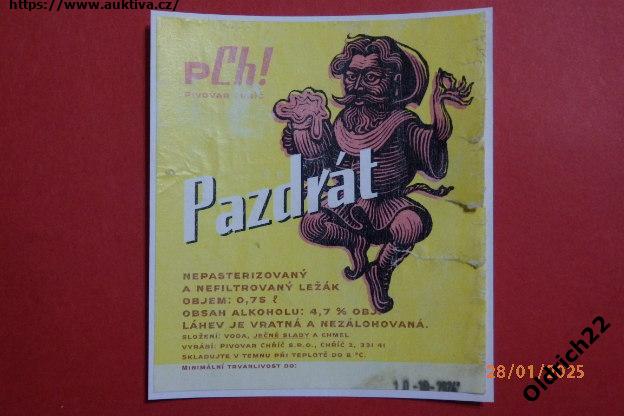 https://www.auktiva.cz/
PCh!
PIVOVAR CHŘÍČ
Pazdrát
NEPASTERIZOVANÝ
A NEFILTROVANÝ LEŽÁK
OBJEM: 0,75 ℓ
OBSAH ALKOHOLU: 4,7 % OBJ.
LÁHEV JE VRATNÁ A NEZÁLOHOVANÁ.
SLOŽENÍ: VODA, JEČNÉ SLADY A CHMEL
VYRÁBÍ: PIVOVAR CHŘÍČ S.R.O., CHŘÍČ 2, 331 41
SKLADUJTE V TEMNU PŘI TEPLOTĚ DO 8 °C.
MINIMÁLNÍ TRVANLIVOST DO:
28/01/2025
Oldrich22